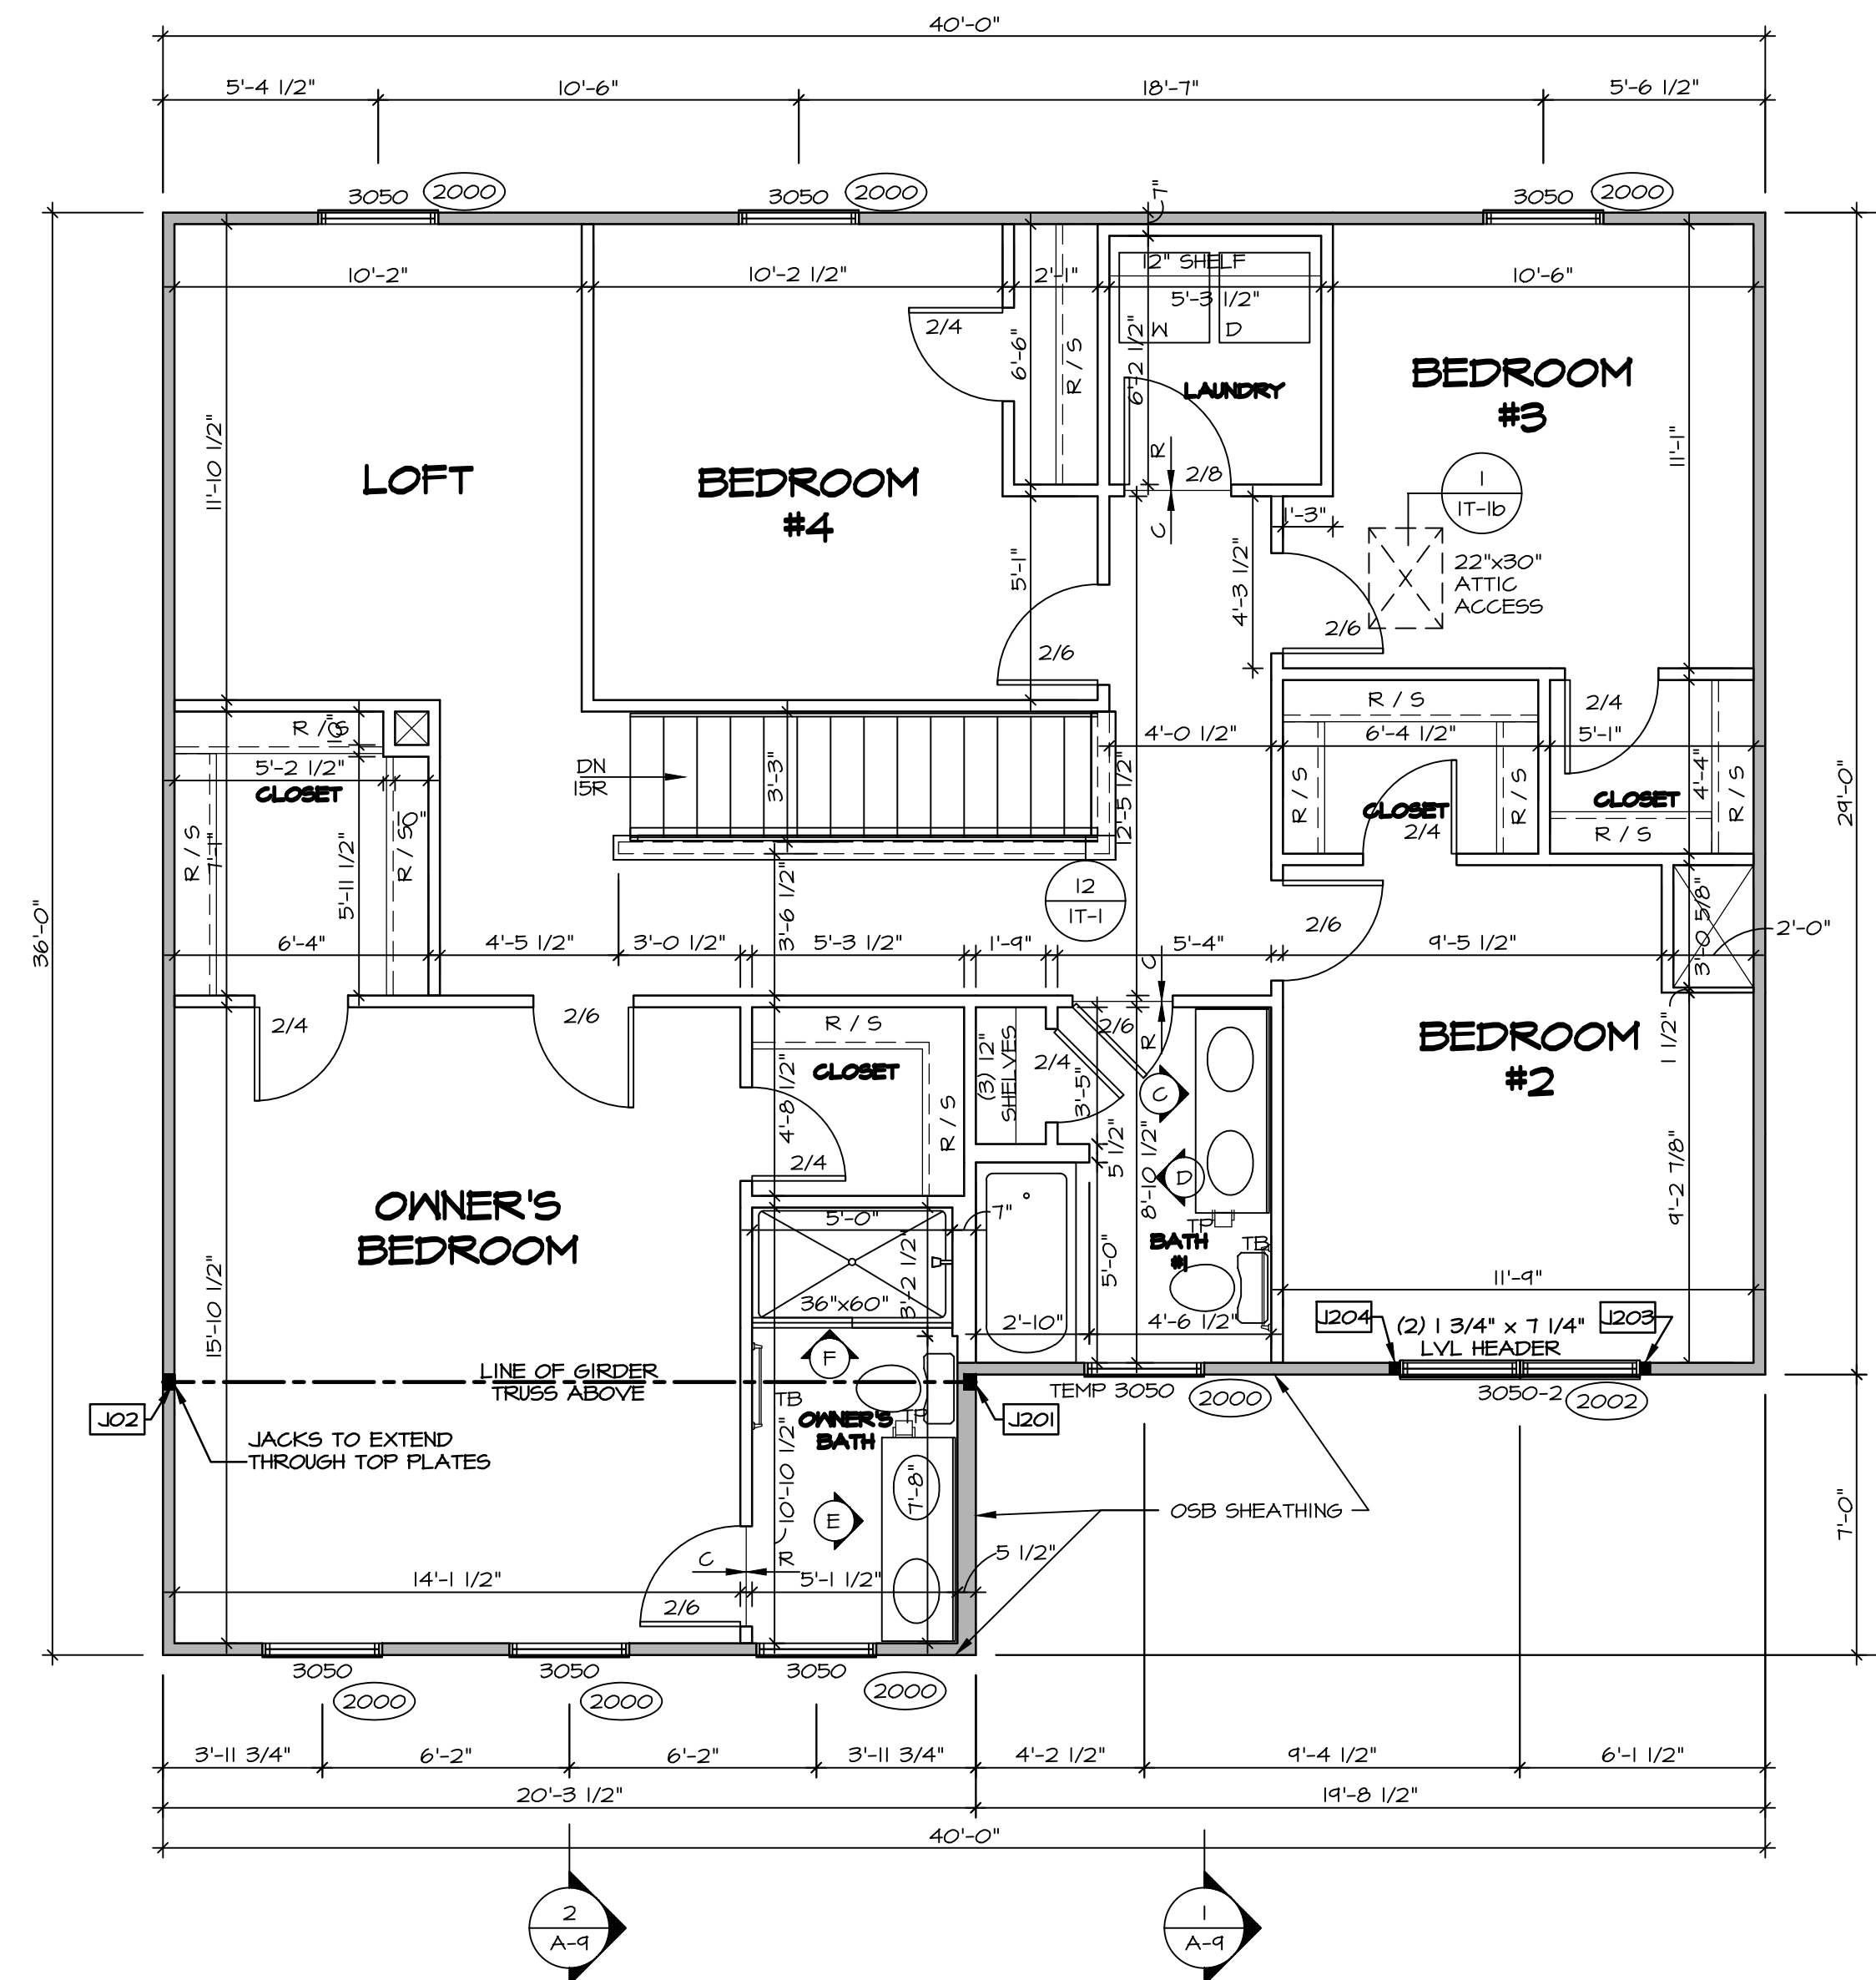 40'-0"
5'-4 1/2"
10'-6"
18'-7"
5'-6 1/2"
3050
2000
3050
2000
3050
2000
7"
10'-2"
10'-2 1/2"
2'-1"
12" SHELF
5'-3 1/2"
10'-6"
2/4
W
D
6'-6"
R / S
6'-2 1/2"
LAUNDRY
BEDROOM
#3
11'-10 1/2"
11'-1"
LOFT
BEDROOM
#4
R
2/8
C
1'-3"
1
1T-1b
22"x30"
ATTIC
ACCESS
5'-1"
4'-3 1/2"
2/6
2/6
R / S
5'-2 1/2"
CLOSET
R / S
7'-1"
5'-11 1/2"
R / S
DN
15R
3'-3"
12'-5 1/2"
4'-0 1/2"
R / S
6'-4 1/2"
2/4
5'-1"
4'-4"
R / S
R / S
CLOSET
2/4
R / S
CLOSET
R / S
29'-0"
36'-0"
12
1T-1
3'-6 1/2"
6'-4"
4'-5 1/2"
3'-0 1/2"
5'-3 1/2"
1'-9"
5'-4"
C
2/6
9'-5 1/2"
3'-0 5/8"
2'-0"
2/4
2/6
R / S
CLOSET
4'-8 1/2"
R / S
2/4
(3) 12"
SHELVES
2/4
2/6
R
3'-5"
C
5 1/2"
8'-10 1/2"
D
1 1/2"
BEDROOM
#2
9'-2 7/8"
OWNER'S
BEDROOM
15'-10 1/2"
5'-0"
7"
3'-2 1/2"
36"x60"
5'-0"
TP
BATH
#1
TB
2'-10"
4'-6 1/2"
11'-9"
J204
(2) 1 3/4" x 7 1/4"
LVL HEADER
J203
F
LINE OF GIRDER
TRUSS ABOVE
TB
TP
OWNER'S
BATH
TEMP 3050
2000
3050-2
2002
J02
J201
JACKS TO EXTEND
THROUGH TOP PLATES
10'-10 1/2"
7'-8"
E
OSB SHEATHING
7'-0"
5 1/2"
C
R
14'-1 1/2"
5'-1 1/2"
2/6
3050
2000
3050
2000
3050
2000
3'-11 3/4"
6'-2"
6'-2"
3'-11 3/4"
4'-2 1/2"
9'-4 1/2"
6'-1 1/2"
20'-3 1/2"
19'-8 1/2"
40'-0"
2
A-9
1
A-9